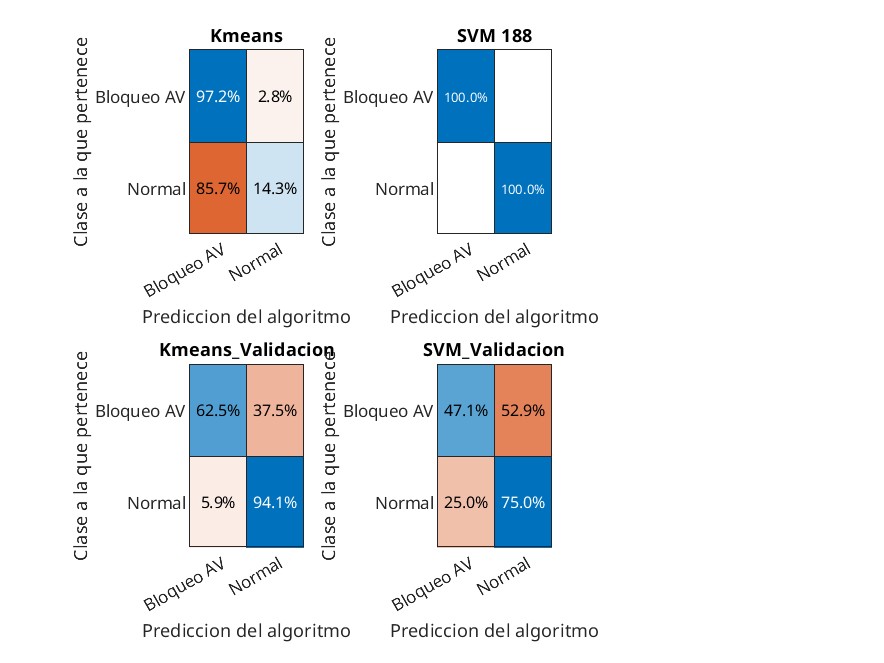 Kmeans
Clase a la que pertenece
Bloqueo AV
97.2%
2.8%
Normal
85.7%
14.3%
Bloqueo AV
Normal
Prediccion del algoritmo
SVM 188
Clase a la que pertenece
Bloqueo AV
100.0%
Normal
100.0%
Bloqueo AV
Normal
Prediccion del algoritmo
Kmeans_Validacion
Clase a la que pertenece
Bloqueo AV
62.5%
37.5%
Normal
5.9%
94.1%
Bloqueo AV
Normal
Prediccion del algoritmo
SVM_Validacion
Clase a la que pertenece
Bloqueo AV
47.1%
52.9%
Normal
25.0%
75.0%
Bloqueo AV
Normal
Prediccion del algoritmo